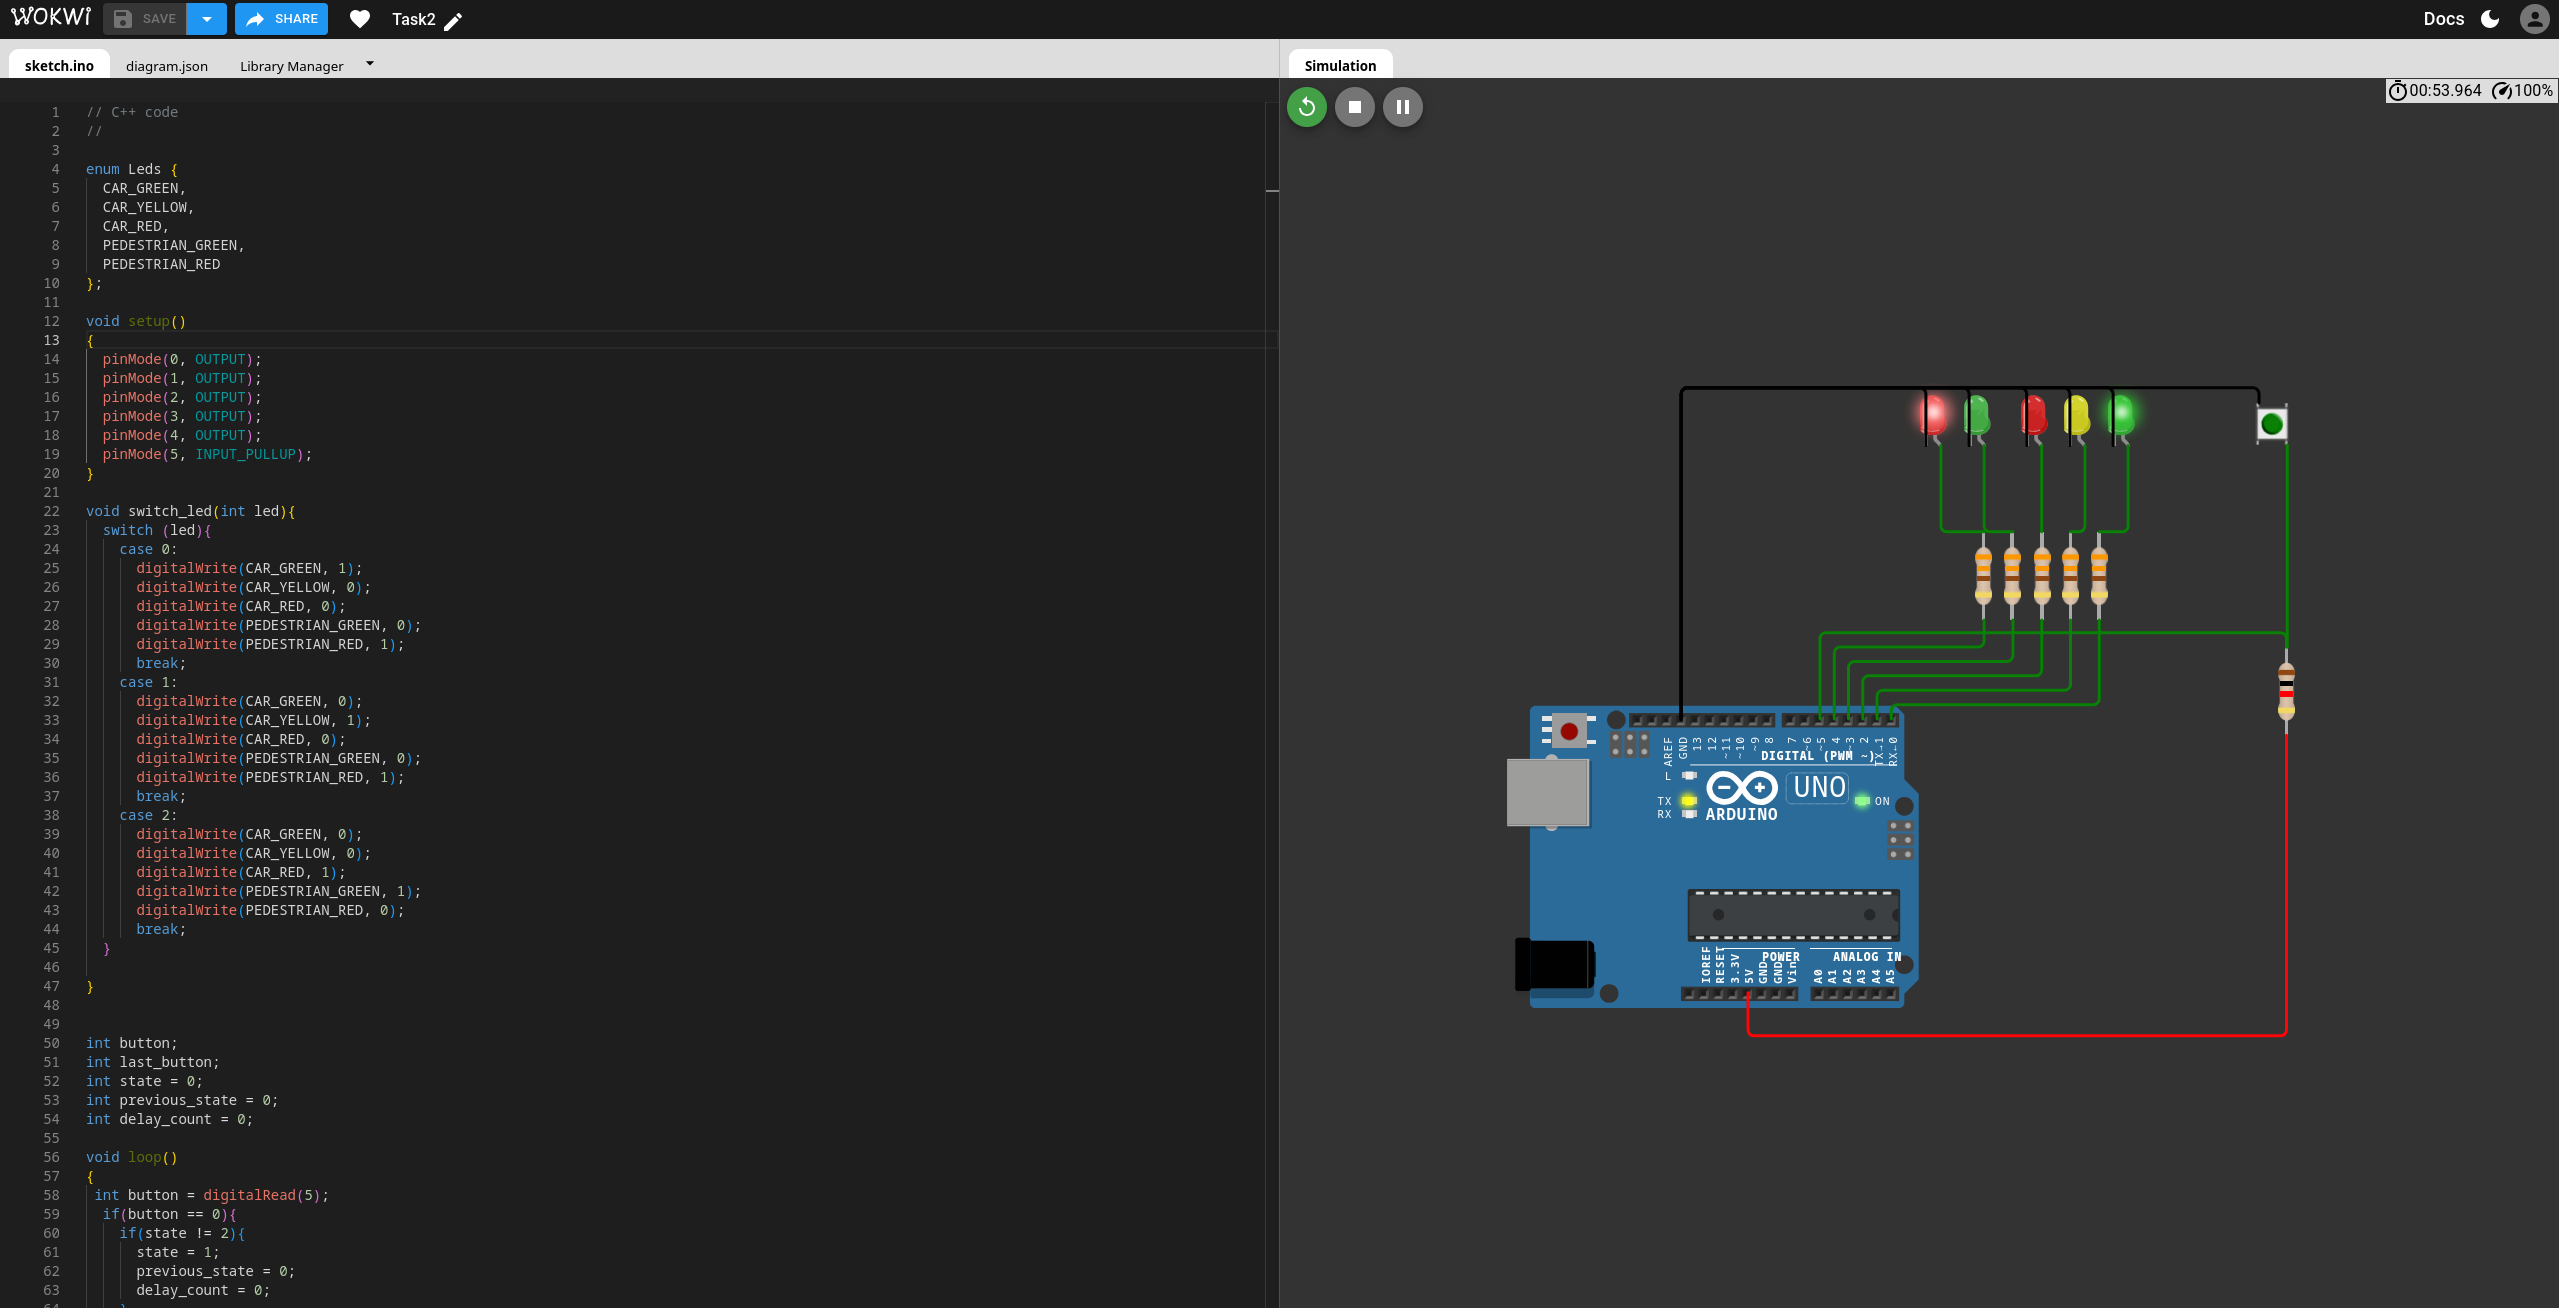 WOKWI SAVE SHARE Task2 Docs
sketch.ino diagram.json Library Manager
Simulation
00:53.964 100%
1 // C++ code
2 //
3
4 enum Leds {
5 CAR_GREEN,
6 CAR_YELLOW,
7 CAR_RED,
8 PEDESTRIAN_GREEN,
9 PEDESTRIAN_RED
10 };
11
12 void setup()
13 {
14 pinMode(0, OUTPUT);
15 pinMode(1, OUTPUT);
16 pinMode(2, OUTPUT);
17 pinMode(3, OUTPUT);
18 pinMode(4, OUTPUT);
19 pinMode(5, INPUT_PULLUP);
20 }
21
22 void switch_led(int led){
23 switch (led){
24 case 0:
25 digitalWrite(CAR_GREEN, 1);
26 digitalWrite(CAR_YELLOW, 0);
27 digitalWrite(CAR_RED, 0);
28 digitalWrite(PEDESTRIAN_GREEN, 0);
29 digitalWrite(PEDESTRIAN_RED, 1);
30 break;
31 case 1:
32 digitalWrite(CAR_GREEN, 0);
33 digitalWrite(CAR_YELLOW, 1);
34 digitalWrite(CAR_RED, 0);
35 digitalWrite(PEDESTRIAN_GREEN, 0);
36 digitalWrite(PEDESTRIAN_RED, 1);
37 break;
38 case 2:
39 digitalWrite(CAR_GREEN, 0);
40 digitalWrite(CAR_YELLOW, 0);
41 digitalWrite(CAR_RED, 1);
42 digitalWrite(PEDESTRIAN_GREEN, 1);
43 digitalWrite(PEDESTRIAN_RED, 0);
44 break;
45 }
46
47 }
48
49
50 int button;
51 int last_button;
52 int state = 0;
53 int previous_state = 0;
54 int delay_count = 0;
55
56 void loop()
57 {
58 int button = digitalRead(5);
59 if(button == 0){
60 if(state != 2){
61 state = 1;
62 previous_state = 0;
63 delay_count = 0;
64 }
AREF GND 13 12 ~11 ~10 ~9 8 7 ~6 ~5 4 ~3 2 TX→1 RX←0
DIGITAL (PWM ~)
L
TX
RX
UNO
ON
ARDUINO
IOREF RESET 3.3V 5V GND GND Vin
POWER
ANALOG IN
A0 A1 A2 A3 A4 A5